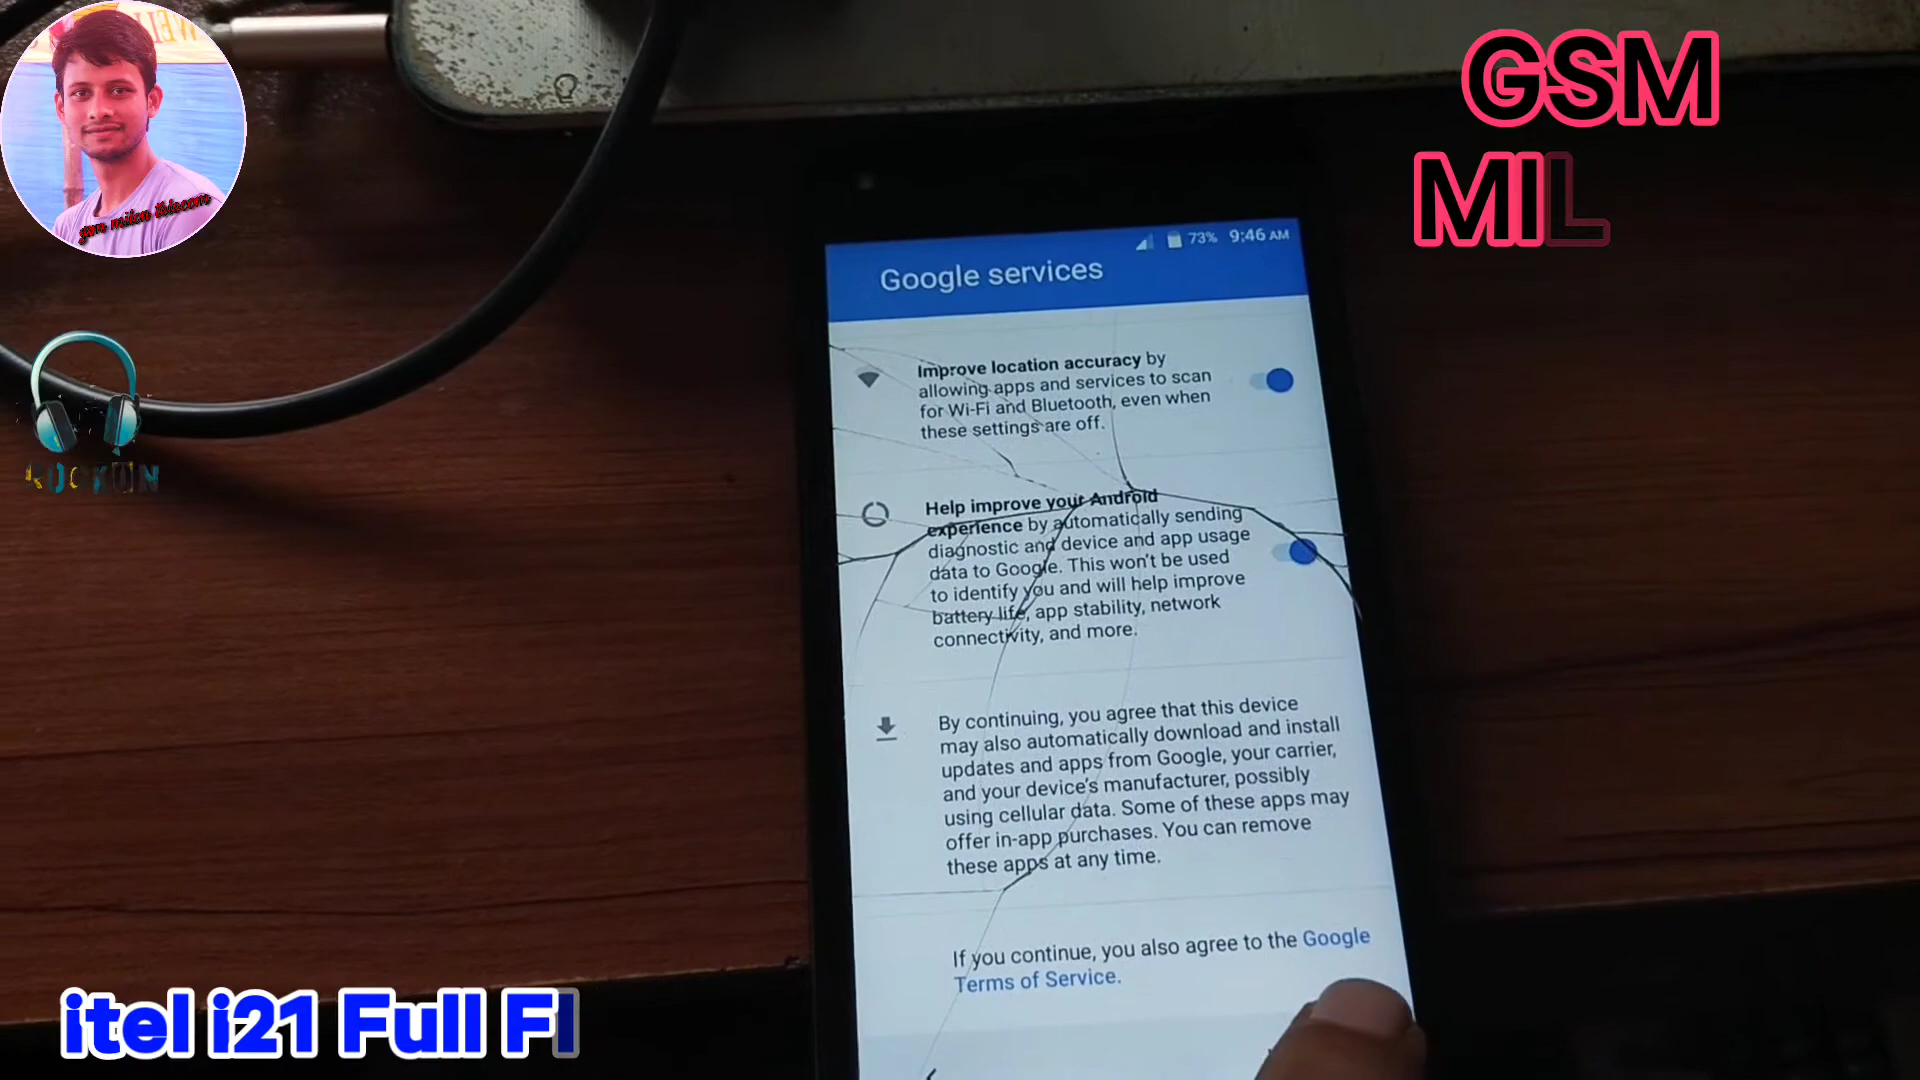 GSM
MIL
gsm milon telecom
73% 9:46 AM
Google services
Improve location accuracy by
allowing apps and services to scan
for Wi-Fi and Bluetooth, even when
these settings are off.
Help improve your Android
experience by automatically sending
diagnostic and device and app usage
data to Google. This won't be used
to identify you and will help improve
battery life, app stability, network
connectivity, and more.
By continuing, you agree that this device
may also automatically download and install
updates and apps from Google, your carrier,
and your device's manufacturer, possibly
using cellular data. Some of these apps may
offer in-app purchases. You can remove
these apps at any time.
If you continue, you also agree to the Google
Terms of Service.
itel i21 Full Fl